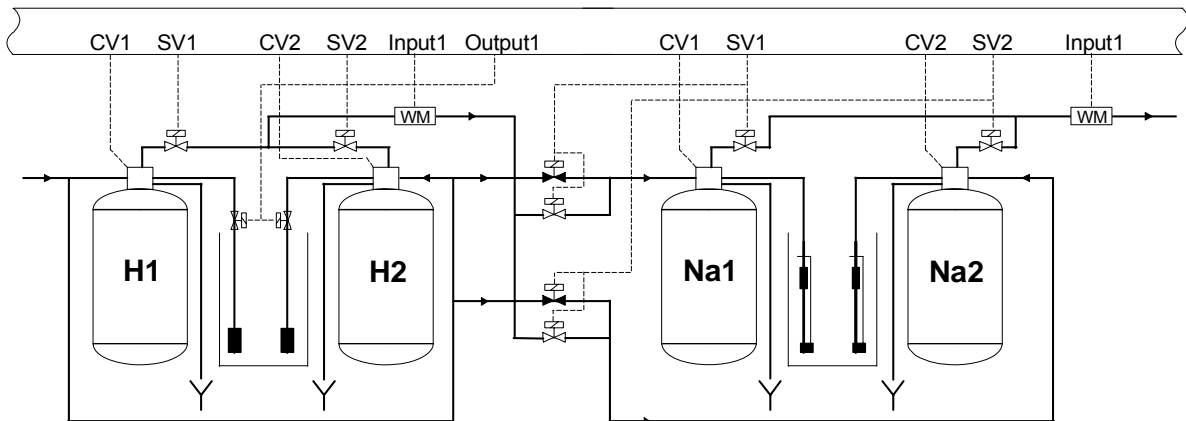 CV1 SV1 CV2 SV2 Input1 Output1 CV1 SV1 CV2 SV2 Input1
WM WM
H1 H2 Na1 Na2